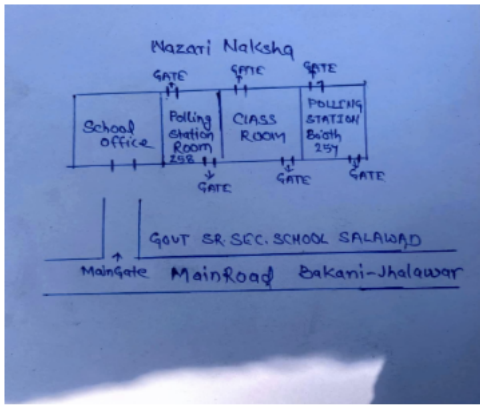 Nazari Naksha
GATE GATE GATE
School
office
Polling
Station
Room
258
CLASS
ROOM
POLLING
STATION
Booth
257
GATE GATE GATE
GOVT SR. SEC. SCHOOL SALAWAD
MainGate MainRoad Bakani-Jhalawar